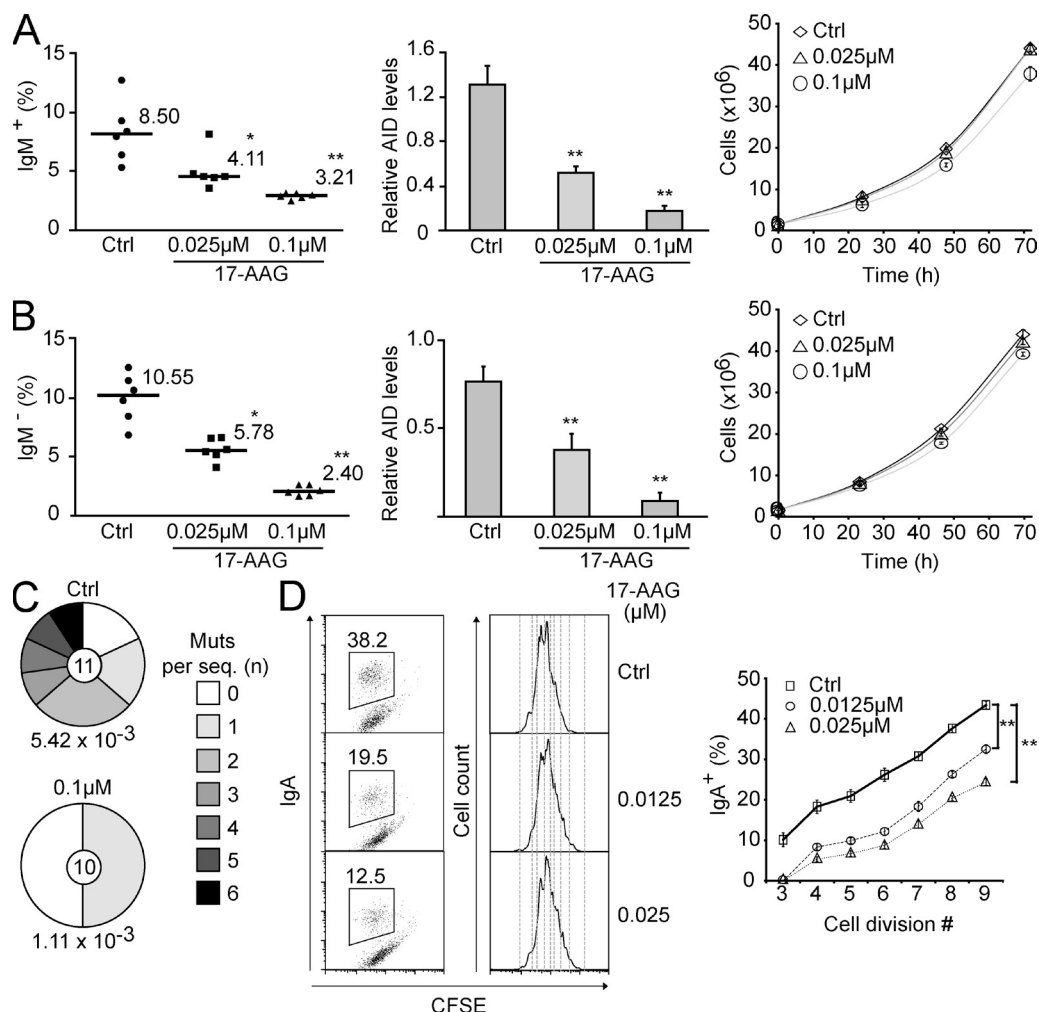 A
15
10
5
0
IgM + (%)
8.50
*
4.11
**
3.21
Ctrl
0.025µM
0.1µM
17-AAG
1.6
1.2
0.8
0.4
0
Relative AID levels
**
**
Ctrl
0.025µM
0.1µM
17-AAG
50
40
30
20
10
0
Cells (x10⁶)
Ctrl
0.025µM
0.1µM
0 10 20 30 40 50 60 70
Time (h)
B
15
10
5
0
IgM - (%)
10.55
*
5.78
**
2.40
Ctrl
0.025µM
0.1µM
17-AAG
1.0
0.5
0
Relative AID levels
**
**
Ctrl
0.025µM
0.1µM
17-AAG
50
40
30
20
10
0
Cells (x10⁶)
Ctrl
0.025µM
0.1µM
0 10 20 30 40 50 60 70
Time (h)
C
Ctrl
11
5.42 x 10⁻³
0.1µM
10
1.11 x 10⁻³
Muts
per seq. (n)
0
1
2
3
4
5
6
D
17-AAG
(µM)
38.2
Ctrl
19.5
0.0125
12.5
0.025
IgA
Cell count
CFSE
50
40
30
20
10
0
IgA⁺ (%)
Ctrl
0.0125µM
0.025µM
**
**
3 4 5 6 7 8 9
Cell division #